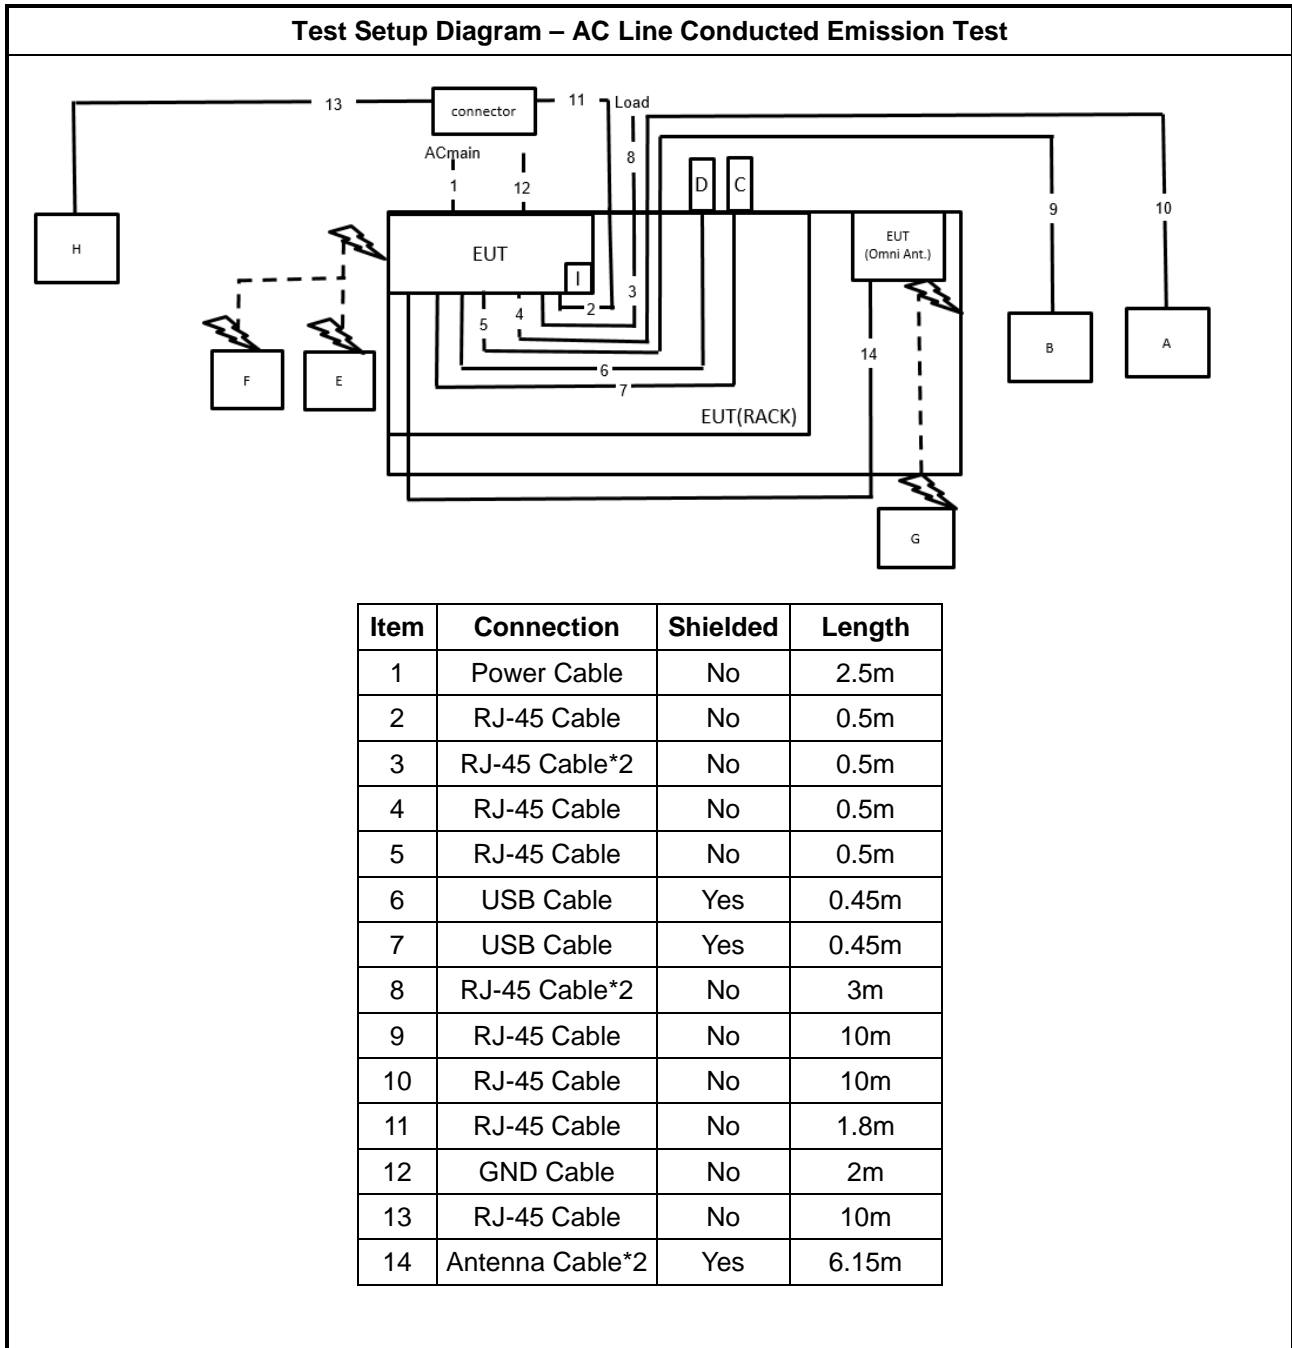 Test Setup Diagram – AC Line Conducted Emission Test
13
connector
11
Load
ACmain
8
1
12
D
C
9
10
H
EUT
EUT
(Omni Ant.)
I
2
3
4
5
6
7
14
F
E
B
A
EUT(RACK)
G
Item Connection Shielded Length
1 Power Cable No 2.5m
2 RJ-45 Cable No 0.5m
3 RJ-45 Cable*2 No 0.5m
4 RJ-45 Cable No 0.5m
5 RJ-45 Cable No 0.5m
6 USB Cable Yes 0.45m
7 USB Cable Yes 0.45m
8 RJ-45 Cable*2 No 3m
9 RJ-45 Cable No 10m
10 RJ-45 Cable No 10m
11 RJ-45 Cable No 1.8m
12 GND Cable No 2m
13 RJ-45 Cable No 10m
14 Antenna Cable*2 Yes 6.15m